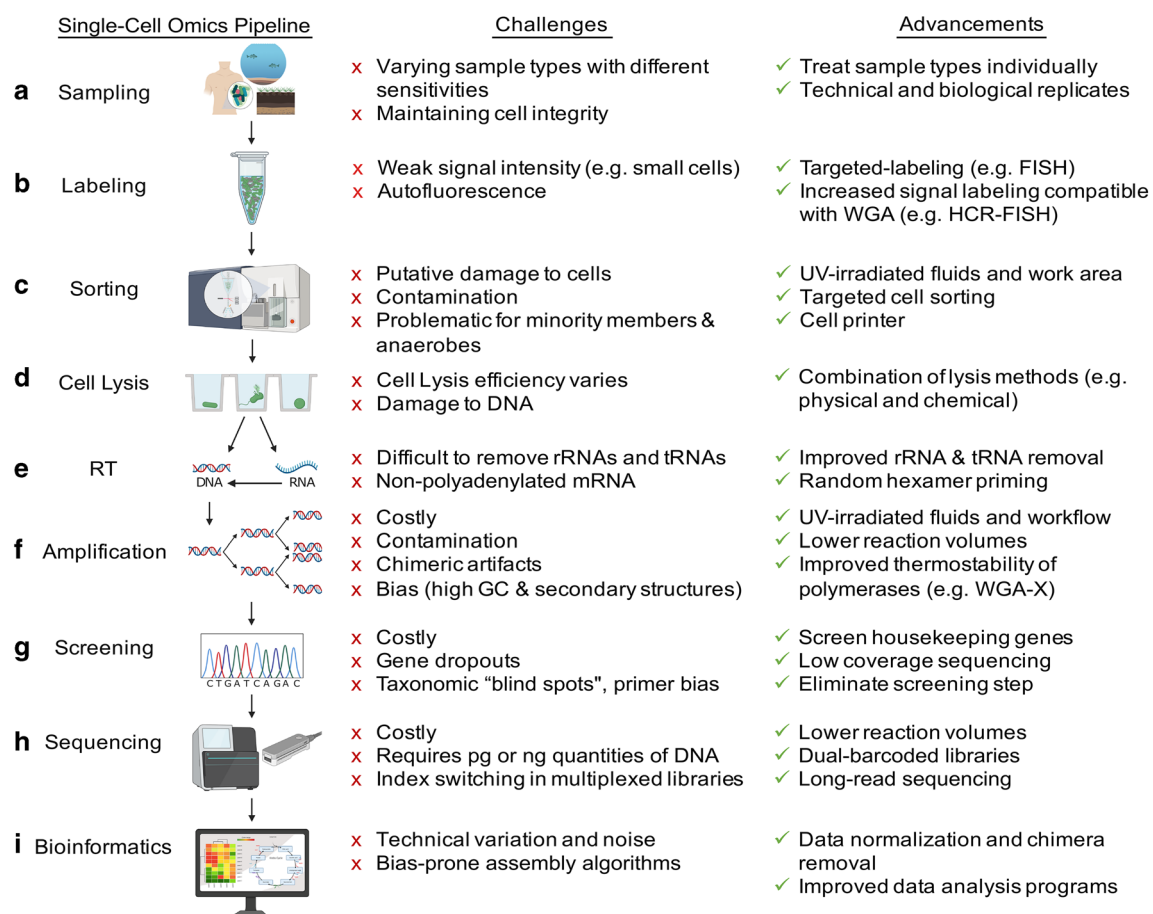 Single-Cell Omics Pipeline
Challenges
Advancements
a
Sampling
x Varying sample types with different
sensitivities
x Maintaining cell integrity
✓ Treat sample types individually
✓ Technical and biological replicates
b
Labeling
x Weak signal intensity (e.g. small cells)
x Autofluorescence
✓ Targeted-labeling (e.g. FISH)
✓ Increased signal labeling compatible
with WGA (e.g. HCR-FISH)
c
Sorting
x Putative damage to cells
x Contamination
x Problematic for minority members &
anaerobes
✓ UV-irradiated fluids and work area
✓ Targeted cell sorting
✓ Cell printer
d
Cell Lysis
x Cell Lysis efficiency varies
x Damage to DNA
✓ Combination of lysis methods (e.g.
physical and chemical)
e
RT
DNA
RNA
x Difficult to remove rRNAs and tRNAs
x Non-polyadenylated mRNA
✓ Improved rRNA & tRNA removal
✓ Random hexamer priming
f
Amplification
x Costly
x Contamination
x Chimeric artifacts
x Bias (high GC & secondary structures)
✓ UV-irradiated fluids and workflow
✓ Lower reaction volumes
✓ Improved thermostability of
polymerases (e.g. WGA-X)
g
Screening
C T G A T C A G A C
x Costly
x Gene dropouts
x Taxonomic “blind spots", primer bias
✓ Screen housekeeping genes
✓ Low coverage sequencing
✓ Eliminate screening step
h
Sequencing
x Costly
x Requires pg or ng quantities of DNA
x Index switching in multiplexed libraries
✓ Lower reaction volumes
✓ Dual-barcoded libraries
✓ Long-read sequencing
i
Bioinformatics
x Technical variation and noise
x Bias-prone assembly algorithms
✓ Data normalization and chimera
removal
✓ Improved data analysis programs